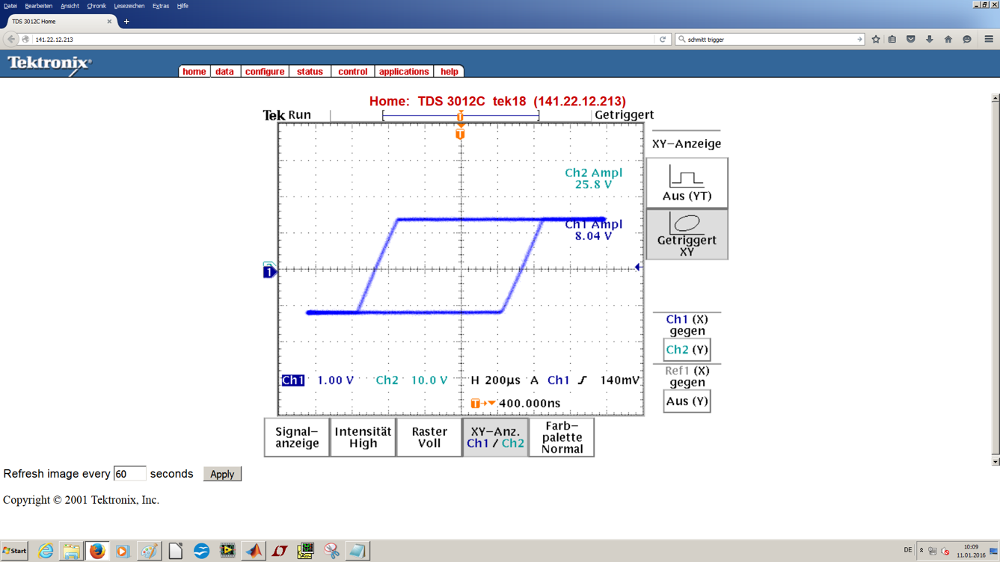 Datei Bearbeiten Ansicht Chronik Lesezeichen Extras Hilfe
TDS 3012C Home
141.22.12.213
schmitt trigger
Tektronix
home data configure status control applications help
Home: TDS 3012C tek18 (141.22.12.213)
Tek Run
Getriggert
T
T
XY-Anzeige
Aus (YT)
Getriggert
XY
Ch2 Ampl
25.8 V
Ch1 Ampl
8.04 V
1
Ch1 (X)
gegen
Ch2 (Y)
Ref1 (X)
gegen
Aus (Y)
Ch1 1.00 V Ch2 10.0 V H 200µs A Ch1 140mV
T 400.000ns
Signal-
anzeige
Intensität
High
Raster
Voll
XY-Anz.
Ch1 / Ch2
Farb-
palette
Normal
Refresh image every 60 seconds Apply
Copyright © 2001 Tektronix, Inc.
Start
DE
10:09
11.01.2016